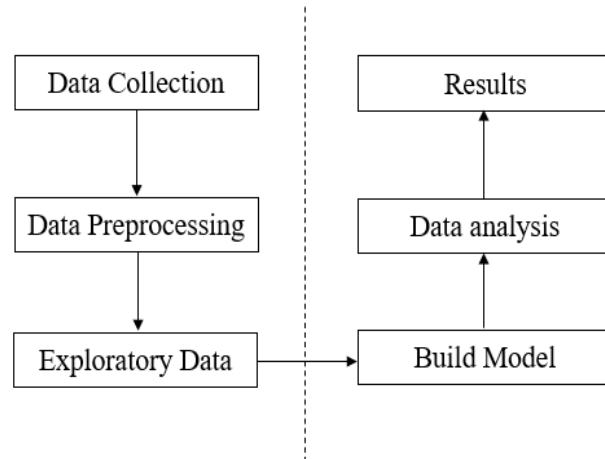 Data Collection
Data Preprocessing
Exploratory Data
Results
Data analysis
Build Model